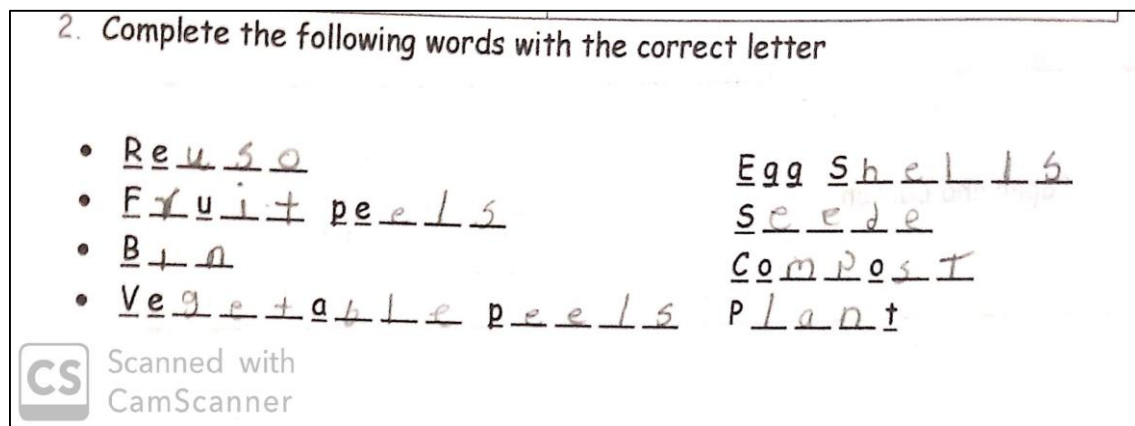 2. Complete the following words with the correct letter
• Reuso
• Fruit peels
• Bin
• Vegetable peels
Egg Shells
Seede
Compost
Plant
CS Scanned with
CamScanner